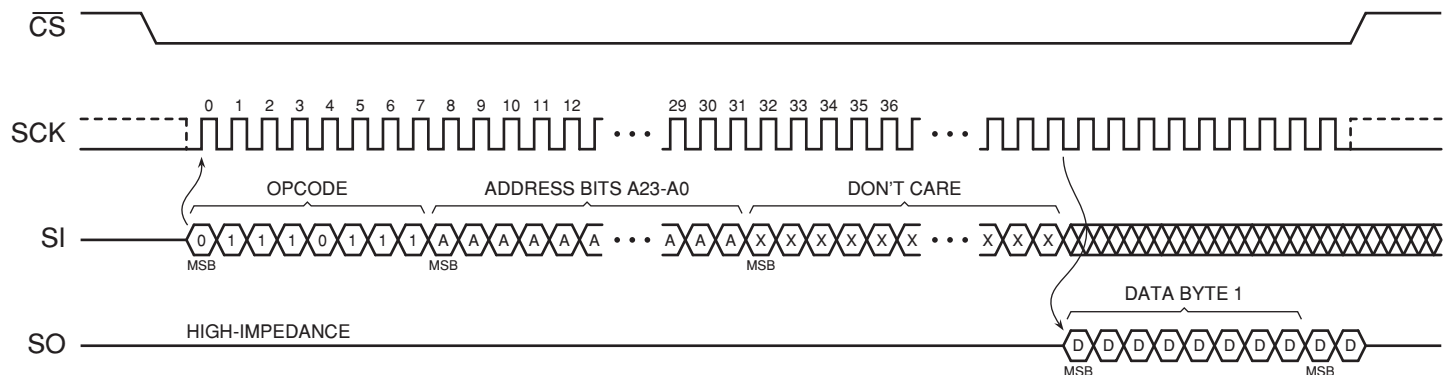 CS
0 1 2 3 4 5 6 7 8 9 10 11 12 29 30 31 32 33 34 35 36
SCK
OPCODE ADDRESS BITS A23-A0 DON'T CARE
SI 0 1 1 1 0 1 1 1 A A A A A A A A A X X X X X X X X X
MSB MSB MSB
DATA BYTE 1
HIGH-IMPEDANCE
SO D D D D D D D D D D
MSB MSB